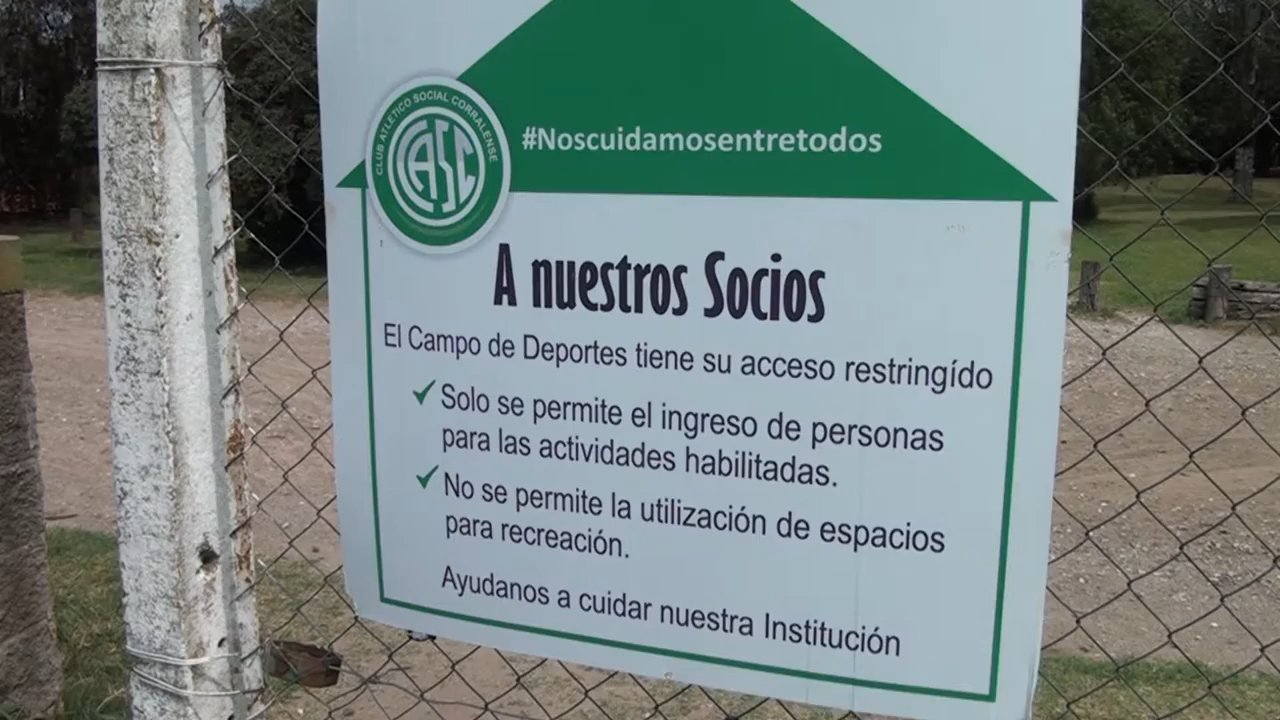 CLUB ATLETICO SOCIAL CORRALENSE
CASC
#Noscuidamosentretodos
A nuestros Socios
El Campo de Deportes tiene su acceso restringído
Solo se permite el ingreso de personas
para las actividades habilitadas.
No se permite la utilización de espacios
para recreación.
Ayudanos a cuidar nuestra Institución